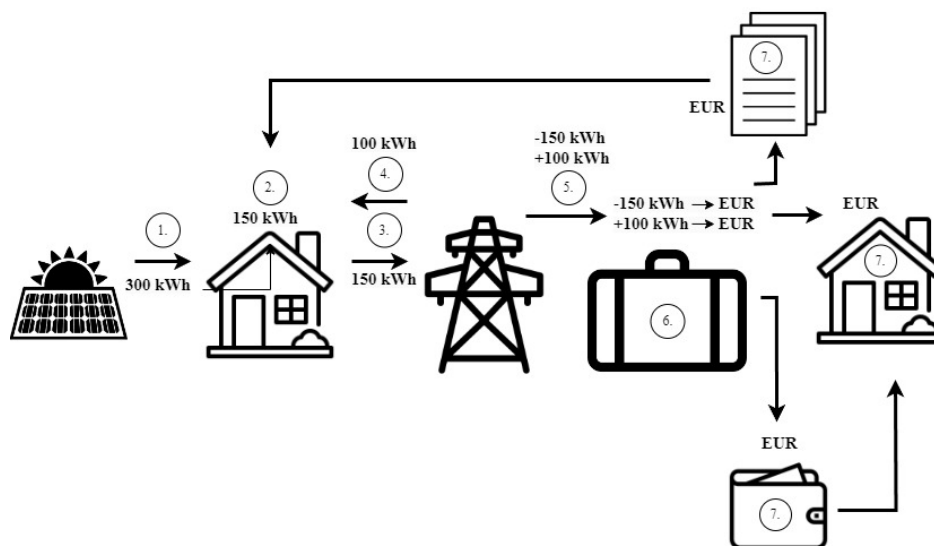 7.
EUR
100 kWh
-150 kWh
+100 kWh
4.
5.
2.
150 kWh
1.
300 kWh
3.
150 kWh
-150 kWh → EUR
+100 kWh → EUR
EUR
7.
6.
EUR
7.